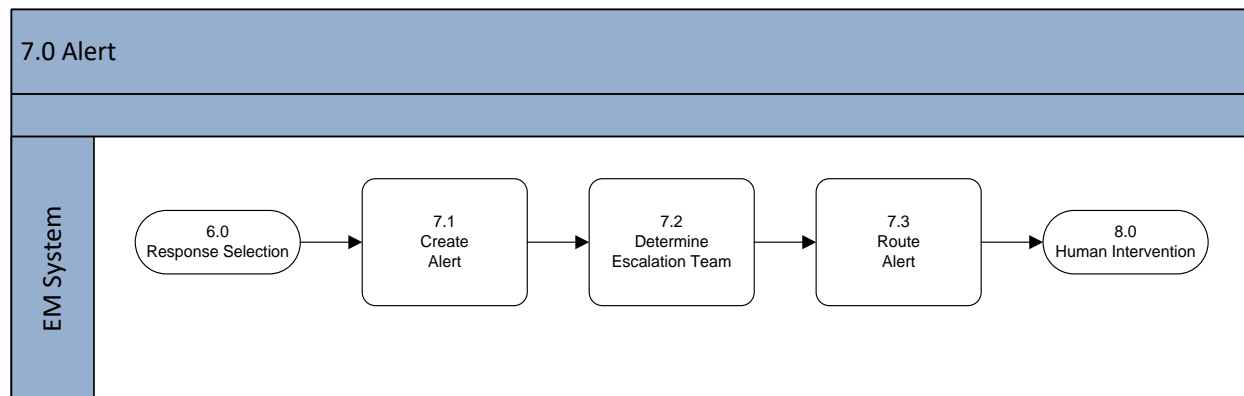 7.0 Alert
EM System
6.0
Response Selection
7.1
Create
Alert
7.2
Determine
Escalation Team
7.3
Route
Alert
8.0
Human Intervention